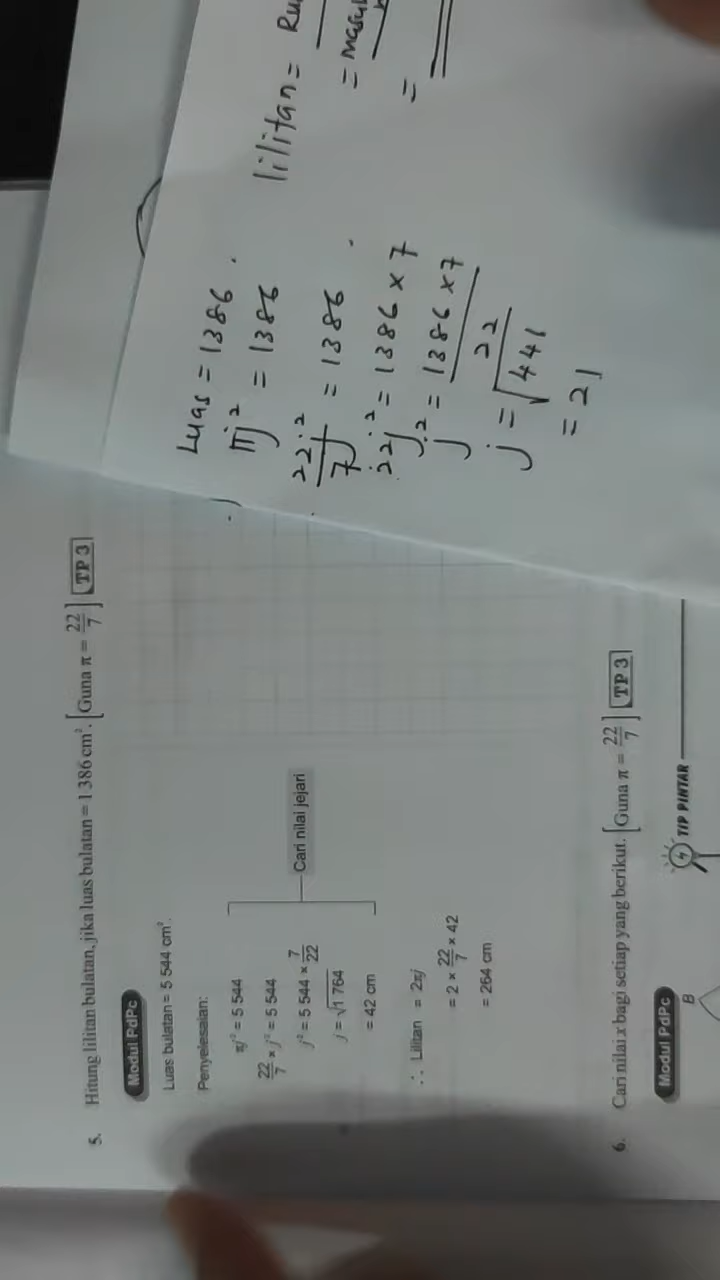 5. Hitung lilitan bulatan, jika luas bulatan = 1 386 cm². [Guna π = 22/7] TP 3
Modul PdPc
Luas bulatan = 5 544 cm².
Penyelesaian:
πj² = 5 544
22/7 × j² = 5 544
j² = 5 544 × 7/22
j = √1 764
= 42 cm
Cari nilai jejari
∴ Lilitan = 2πj
= 2 × 22/7 × 42
= 264 cm
6. Cari nilai x bagi setiap yang berikut. [Guna π = 22/7] TP 3
Modul PdPc
B
TIP PINTAR
Luas = 1386
πj² = 1386
22/7 j² = 1386
22j² = 1386 × 7
j² = 1386 × 7 / 22
j = √441
= 21
lilitan =
=
=